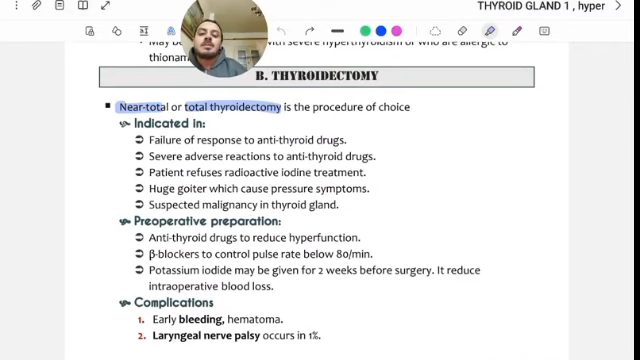 THYROID GLAND 1 , hyper
May be with severe hyperthyroidism or who are allergic to
thionam
B. THYROIDECTOMY
Near-total or total thyroidectomy is the procedure of choice
Indicated in:
Failure of response to anti-thyroid drugs.
Severe adverse reactions to anti-thyroid drugs.
Patient refuses radioactive iodine treatment.
Huge goiter which cause pressure symptoms.
Suspected malignancy in thyroid gland.
Preoperative preparation:
Anti-thyroid drugs to reduce hyperfunction.
β-blockers to control pulse rate below 80/min.
Potassium iodide may be given for 2 weeks before surgery. It reduce
intraoperative blood loss.
Complications
1. Early bleeding, hematoma.
2. Laryngeal nerve palsy occurs in 1%.